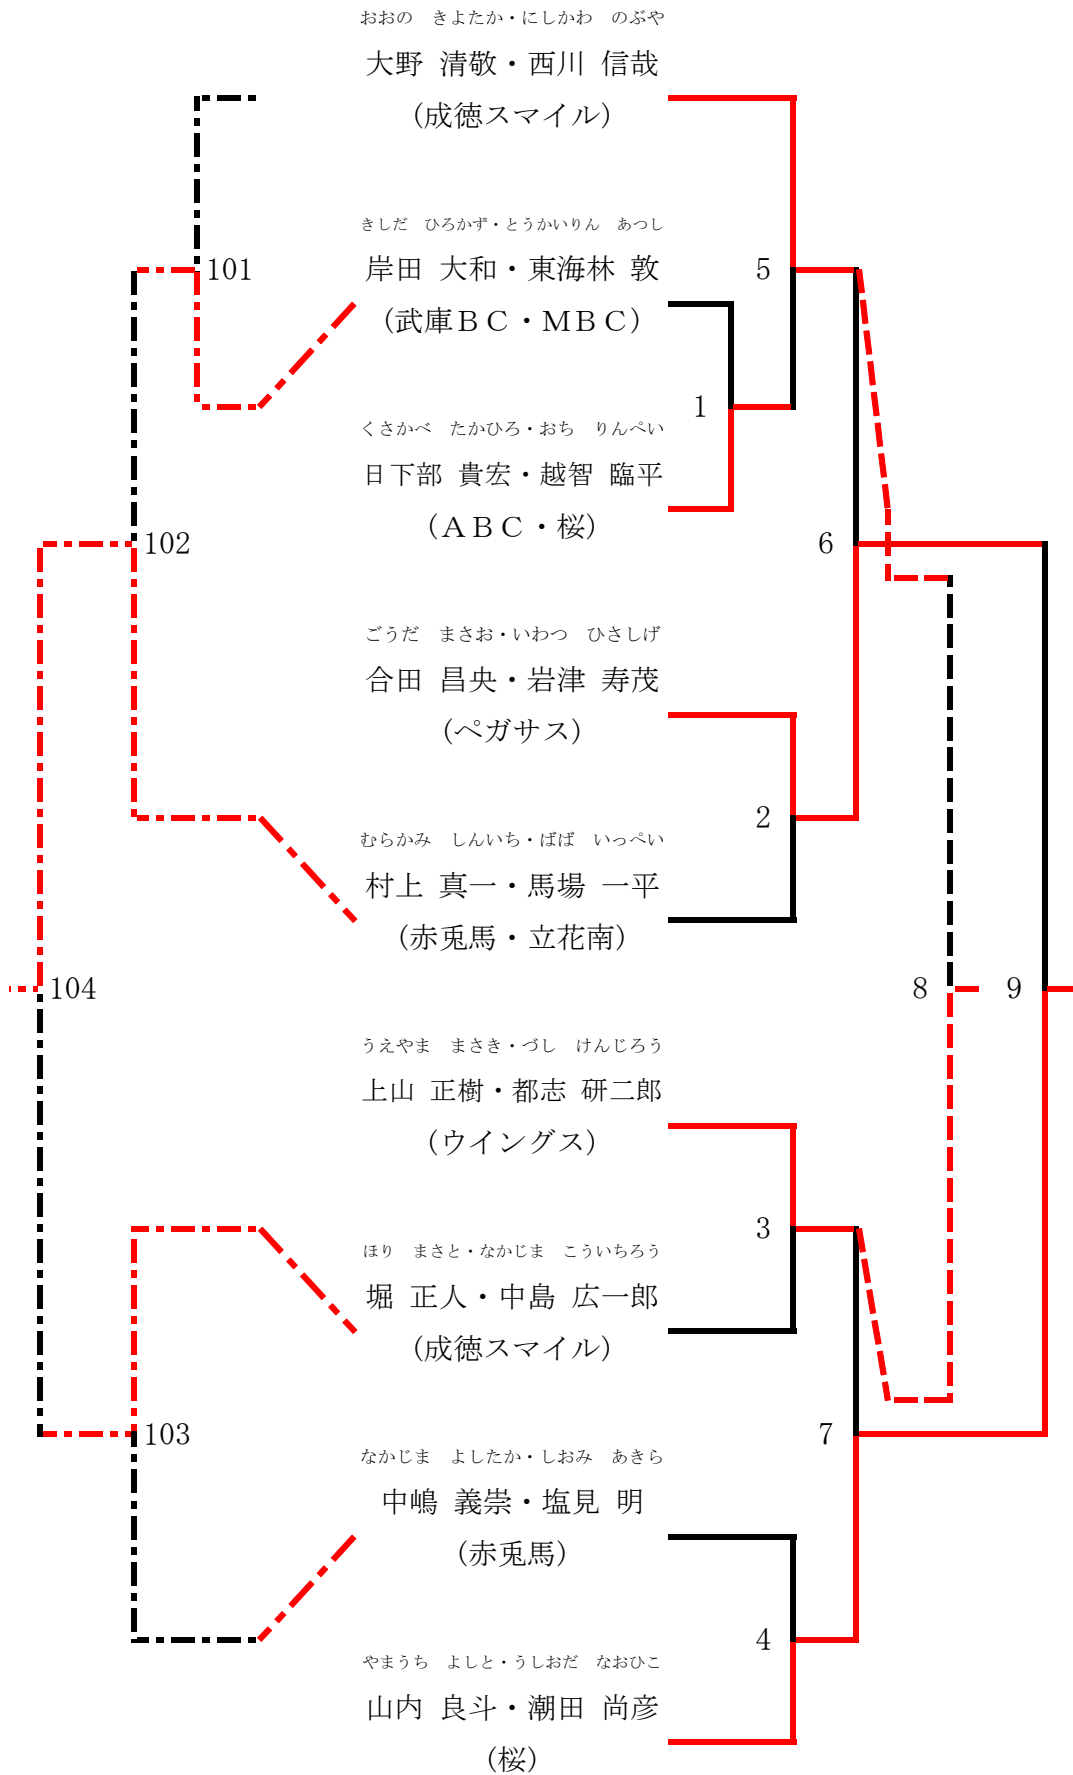 おおの　きよたか・にしかわ　のぶや
大野 清敬・西川 信哉
(成徳スマイル)
きしだ　ひろかず・とうかいりん　あつし
101
岸田 大和・東海林 敦
5
(武庫ＢＣ・ＭＢＣ)
1
くさかべ　たかひろ・おち　りんぺい
日下部 貴宏・越智 臨平
(ＡＢＣ・桜)
102
6
ごうだ　まさお・いわつ　ひさしげ
合田 昌央・岩津 寿茂
(ペガサス)
2
むらかみ　しんいち・ばば　いっぺい
村上 真一・馬場 一平
(赤兎馬・立花南)
104
8
9
うえやま　まさき・づし　けんじろう
上山 正樹・都志 研二郎
(ウイングス)
3
ほり　まさと・なかじま　こういちろう
堀 正人・中島 広一郎
(成徳スマイル)
103
7
なかじま　よしたか・しおみ　あきら
中嶋 義崇・塩見 明
(赤兎馬)
4
やまうち　よしと・うしおだ　なおひこ
山内 良斗・潮田 尚彦
(桜)